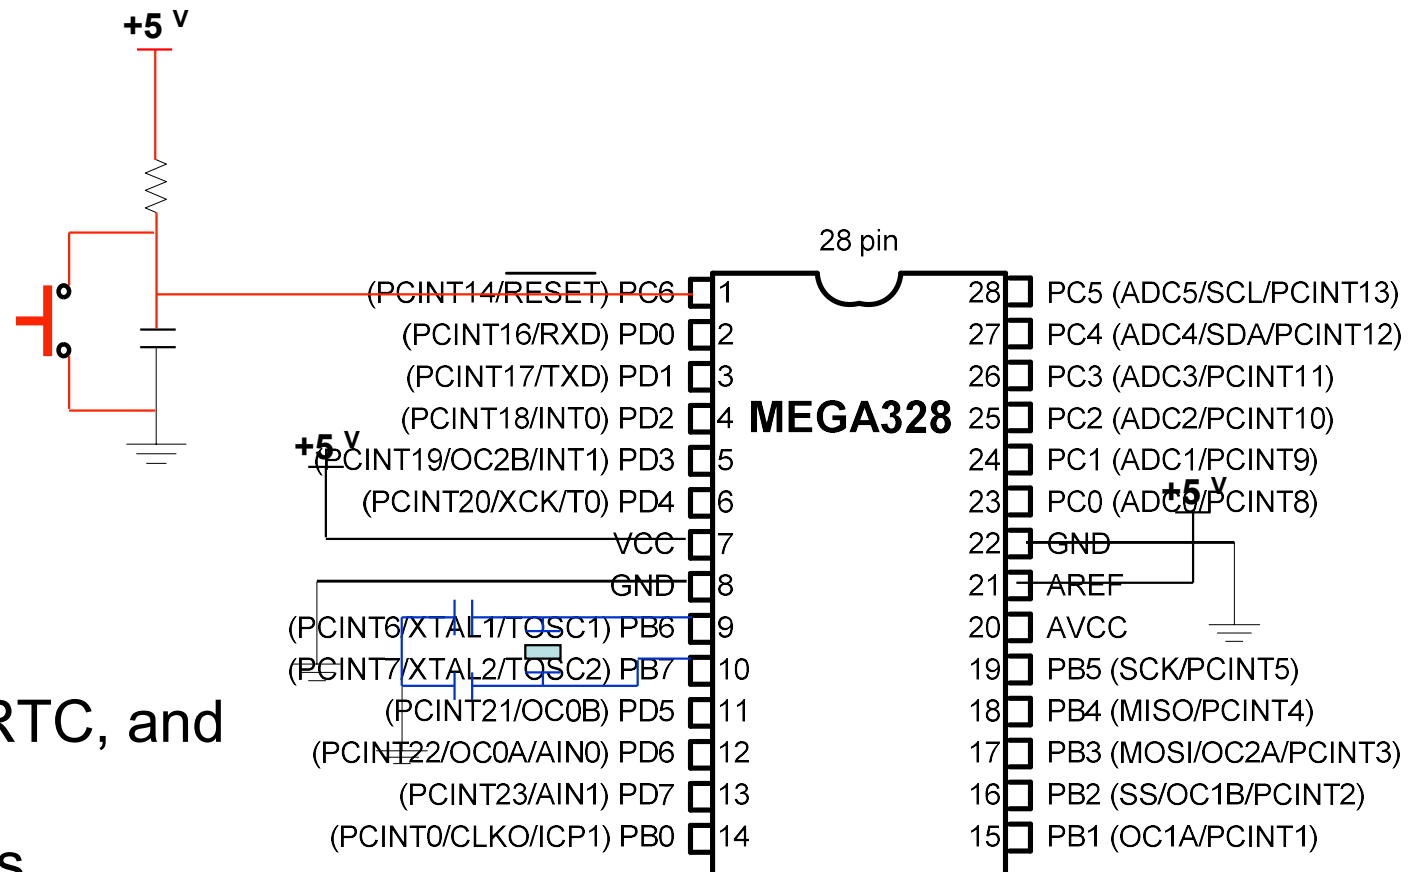 +5 V
28 pin
(PCINT14/RESET) PC6 1
(PCINT16/RXD) PD0 2
(PCINT17/TXD) PD1 3
(PCINT18/INT0) PD2 4
+5 V
(PCINT19/OC2B/INT1) PD3 5
(PCINT20/XCK/T0) PD4 6
VCC 7
GND 8
(PCINT6/XTAL1/TOSC1) PB6 9
(PCINT7/XTAL2/TOSC2) PB7 10
(PCINT21/OC0B) PD5 11
(PCINT22/OC0A/AIN0) PD6 12
(PCINT23/AIN1) PD7 13
(PCINT0/CLKO/ICP1) PB0 14
MEGA328
28 PC5 (ADC5/SCL/PCINT13)
27 PC4 (ADC4/SDA/PCINT12)
26 PC3 (ADC3/PCINT11)
25 PC2 (ADC2/PCINT10)
24 PC1 (ADC1/PCINT9)
+5 V
23 PC0 (ADC0/PCINT8)
22 GND
21 AREF
20 AVCC
19 PB5 (SCK/PCINT5)
18 PB4 (MISO/PCINT4)
17 PB3 (MOSI/OC2A/PCINT3)
16 PB2 (SS/OC1B/PCINT2)
15 PB1 (OC1A/PCINT1)
RTC, and
s